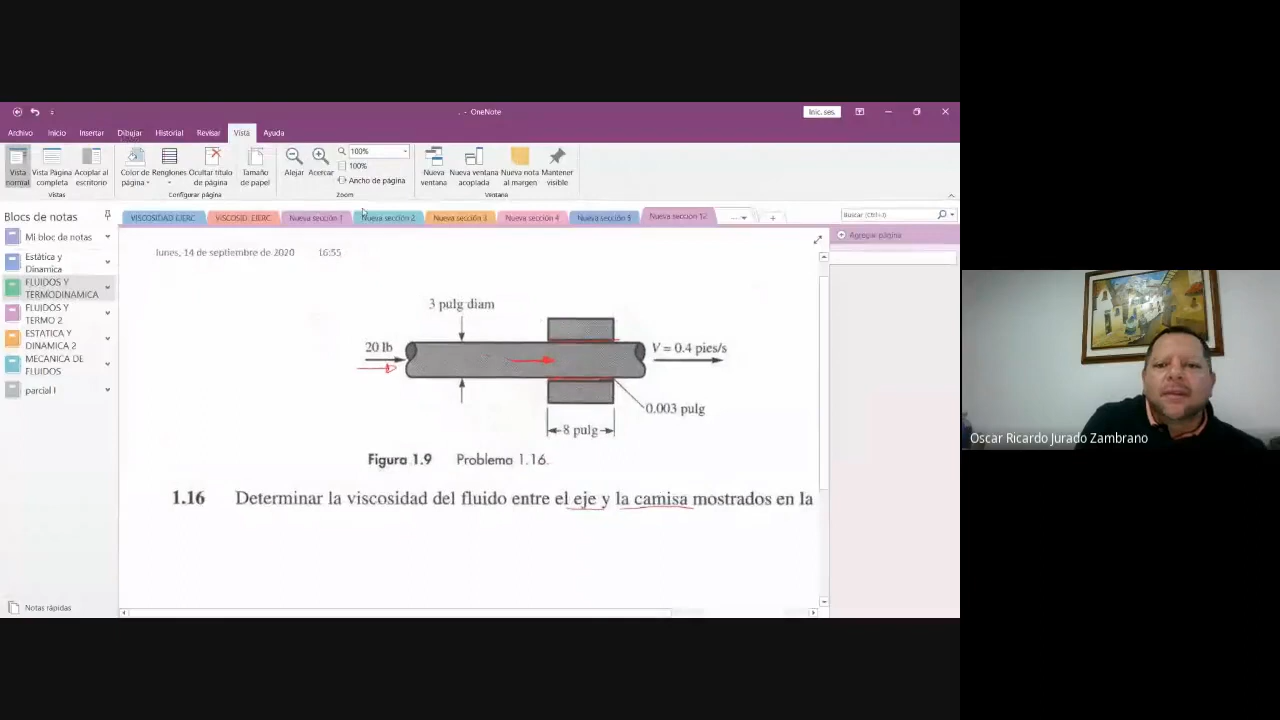 - OneNote
Inic. ses.
Archivo Inicio Insertar Dibujar Historial Revisar Vista Ayuda
Vista normal
Vista Página completa
Acoplar al escritorio
Vistas
Color de página
Renglones
Ocultar título de página
Tamaño de papel
Configurar página
Alejar
Acercar
100%
100%
Ancho de página
Zoom
Nueva ventana
Nueva ventana acoplada
Nueva nota al margen
Mantener visible
Ventana
Blocs de notas
VISCOSIDAD EJERC VISCOSID. EJERC Nueva sección 1 Nueva sección 2 Nueva sección 3 Nueva sección 4 Nueva sección 5 Nueva sección 12 ...
Buscar (Ctrl+)
Agregar página
Mi bloc de notas
Estática y
Dinamica
FLUIDOS Y
TERMODINAMICA
FLUIDOS Y
TERMO 2
ESTATICA Y
DINAMICA 2
MECANICA DE
FLUIDOS
parcial I
Notas rápidas
lunes, 14 de septiembre de 2020 16:55
3 pulg diam
20 lb
V = 0.4 pies/s
0.003 pulg
8 pulg
Figura 1.9 Problema 1.16.
1.16 Determinar la viscosidad del fluido entre el eje y la camisa mostrados en la
Oscar Ricardo Jurado Zambrano